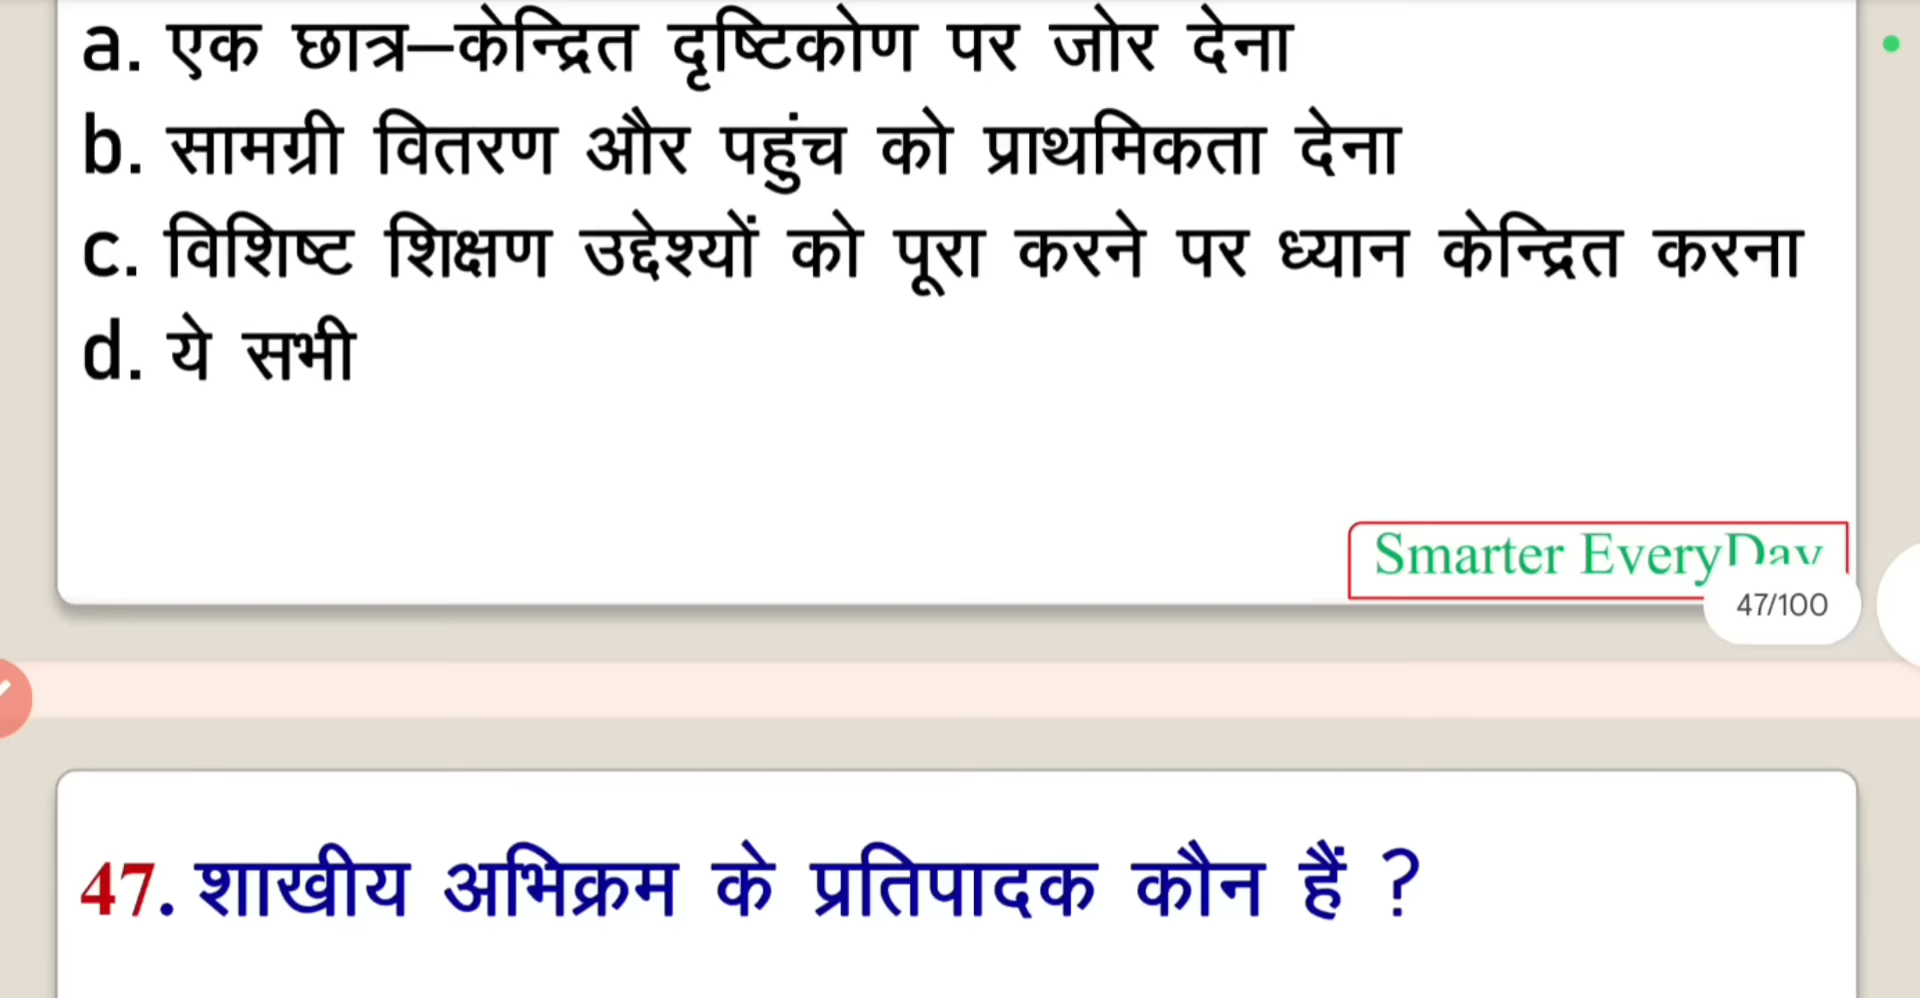 a. एक छात्र–केन्द्रित दृष्टिकोण पर जोर देना
b. सामग्री वितरण और पहुंच को प्राथमिकता देना
c. विशिष्ट शिक्षण उद्देश्यों को पूरा करने पर ध्यान केन्द्रित करना
d. ये सभी
Smarter EveryDay
47/100
47. शाखीय अभिक्रम के प्रतिपादक कौन हैं ?